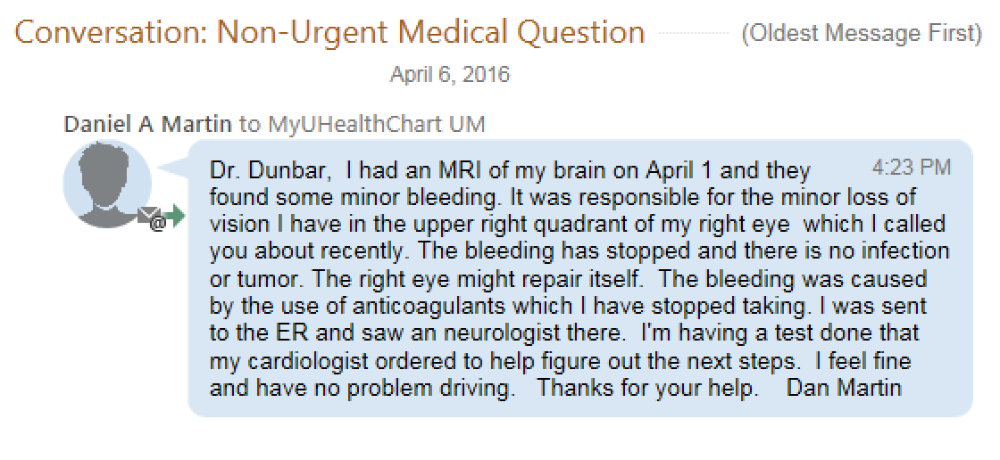 Conversation: Non-Urgent Medical Question (Oldest Message First)
April 6, 2016
Daniel A Martin to MyUHealthChart UM
Dr. Dunbar,  I had an MRI of my brain on April 1 and they 4:23 PM
found some minor bleeding. It was responsible for the minor loss of
vision I have in the upper right quadrant of my right eye  which I called
you about recently. The bleeding has stopped and there is no infection
or tumor. The right eye might repair itself.  The bleeding was caused
by the use of anticoagulants which I have stopped taking. I was sent
to the ER and saw an neurologist there.  I'm having a test done that
my cardiologist ordered to help figure out the next steps.  I feel fine
and have no problem driving.   Thanks for your help.    Dan Martin
@